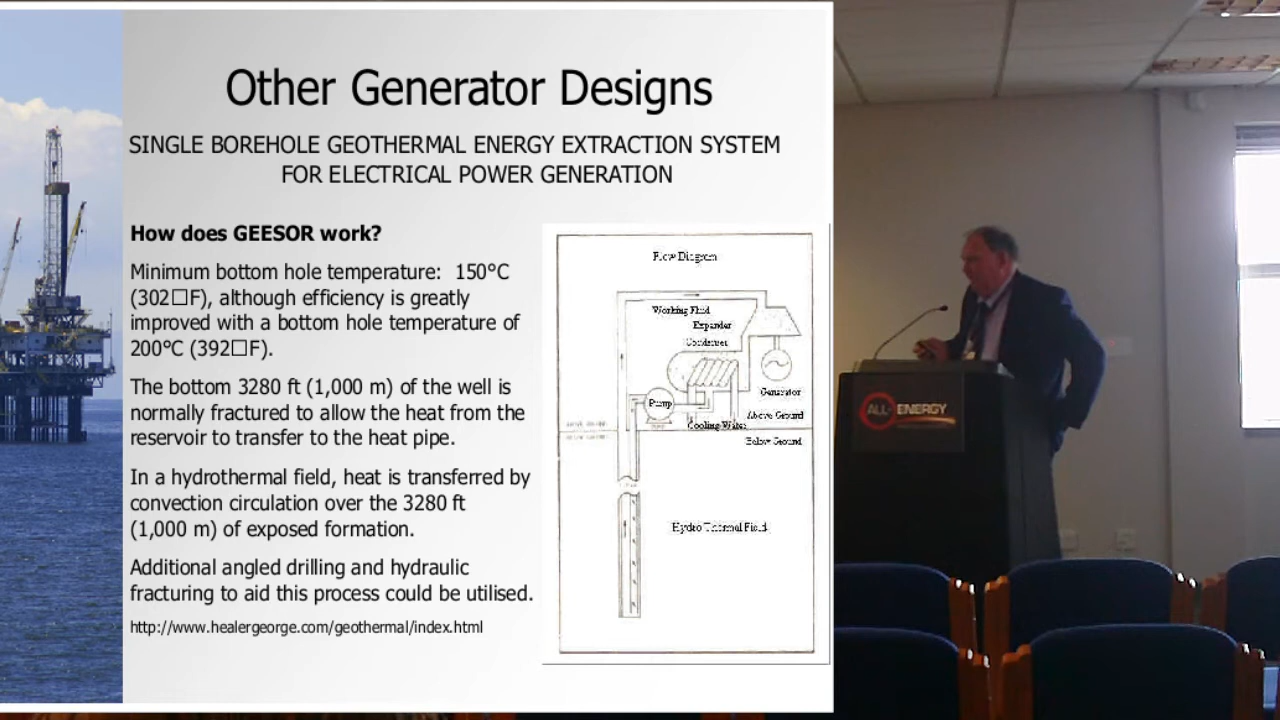 Other Generator Designs
SINGLE BOREHOLE GEOTHERMAL ENERGY EXTRACTION SYSTEM
FOR ELECTRICAL POWER GENERATION
How does GEESOR work?
Minimum bottom hole temperature: 150°C
(302□F), although efficiency is greatly
improved with a bottom hole temperature of
200°C (392□F).
The bottom 3280 ft (1,000 m) of the well is
normally fractured to allow the heat from the
reservoir to transfer to the heat pipe.
In a hydrothermal field, heat is transferred by
convection circulation over the 3280 ft
(1,000 m) of exposed formation.
Additional angled drilling and hydraulic
fracturing to aid this process could be utilised.
http://www.healergeorge.com/geothermal/index.html
Flow Diagram
Working Fluid
Expander
Condenser
Generator
Pump
Above Ground
Cooling Water
Below Ground
Hydro Thermal Field
ALL-ENERGY